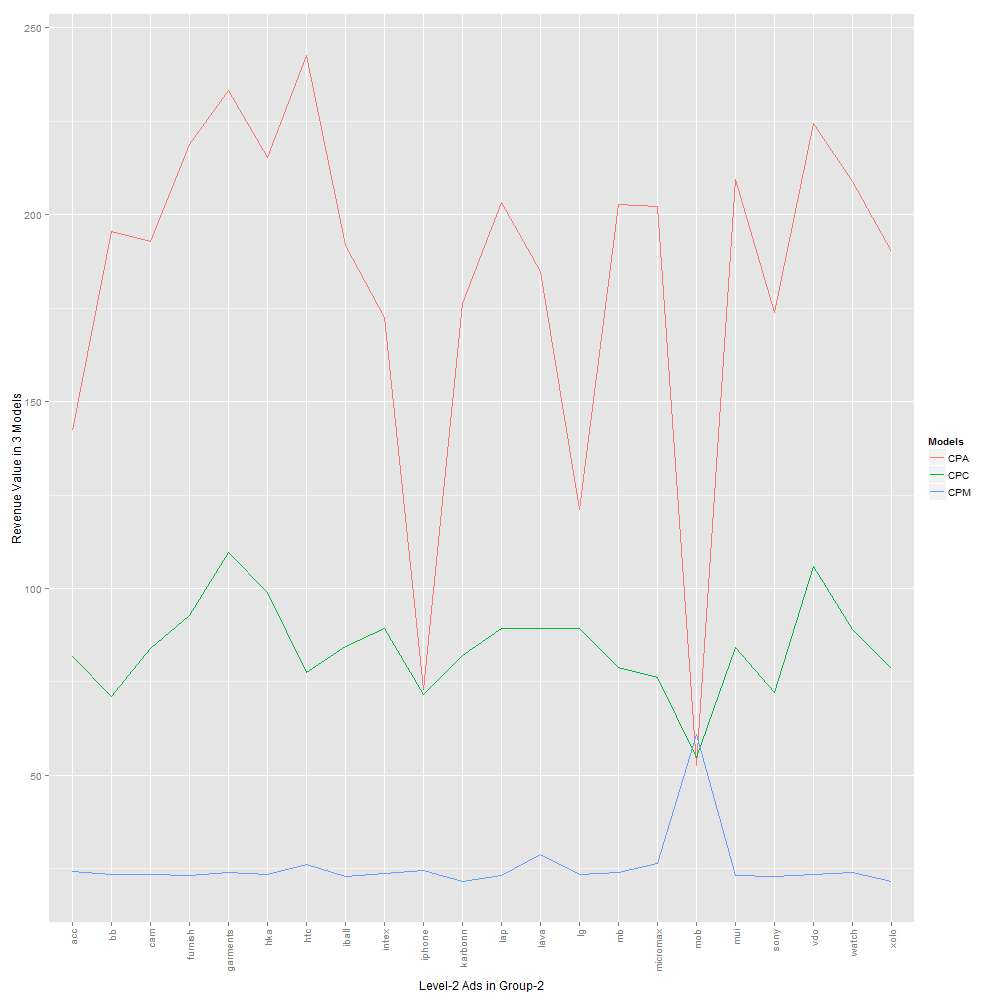 250
200
150
100
50
Revenue Value in 3 Models
acc
bb
cam
furnish
garments
hka
htc
iball
intex
iphone
karbonn
lap
lava
lg
mb
micromax
mob
mui
sony
vdo
watch
xolo
Level-2 Ads in Group-2
Models
CPA
CPC
CPM